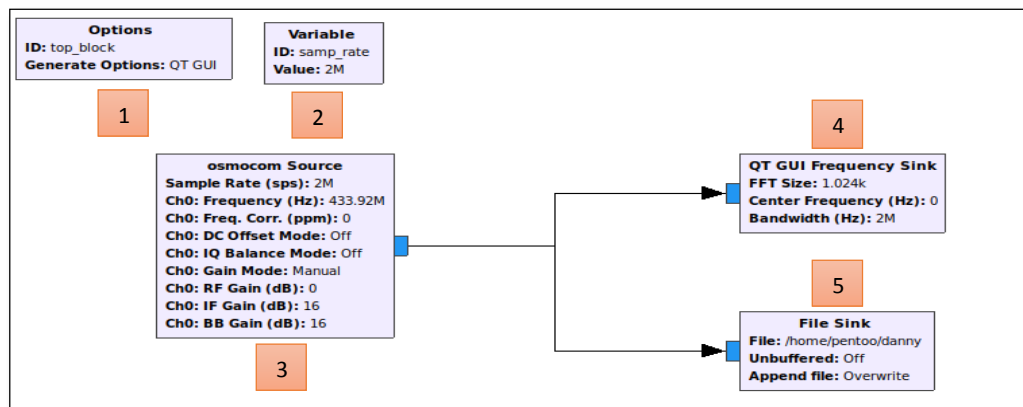 Options
ID: top_block
Generate Options: QT GUI
1
Variable
ID: samp_rate
Value: 2M
2
osmocom Source
Sample Rate (sps): 2M
Ch0: Frequency (Hz): 433.92M
Ch0: Freq. Corr. (ppm): 0
Ch0: DC Offset Mode: Off
Ch0: IQ Balance Mode: Off
Ch0: Gain Mode: Manual
Ch0: RF Gain (dB): 0
Ch0: IF Gain (dB): 16
Ch0: BB Gain (dB): 16
3
4
QT GUI Frequency Sink
FFT Size: 1.024k
Center Frequency (Hz): 0
Bandwidth (Hz): 2M
5
File Sink
File: /home/pentoo/danny
Unbuffered: Off
Append file: Overwrite